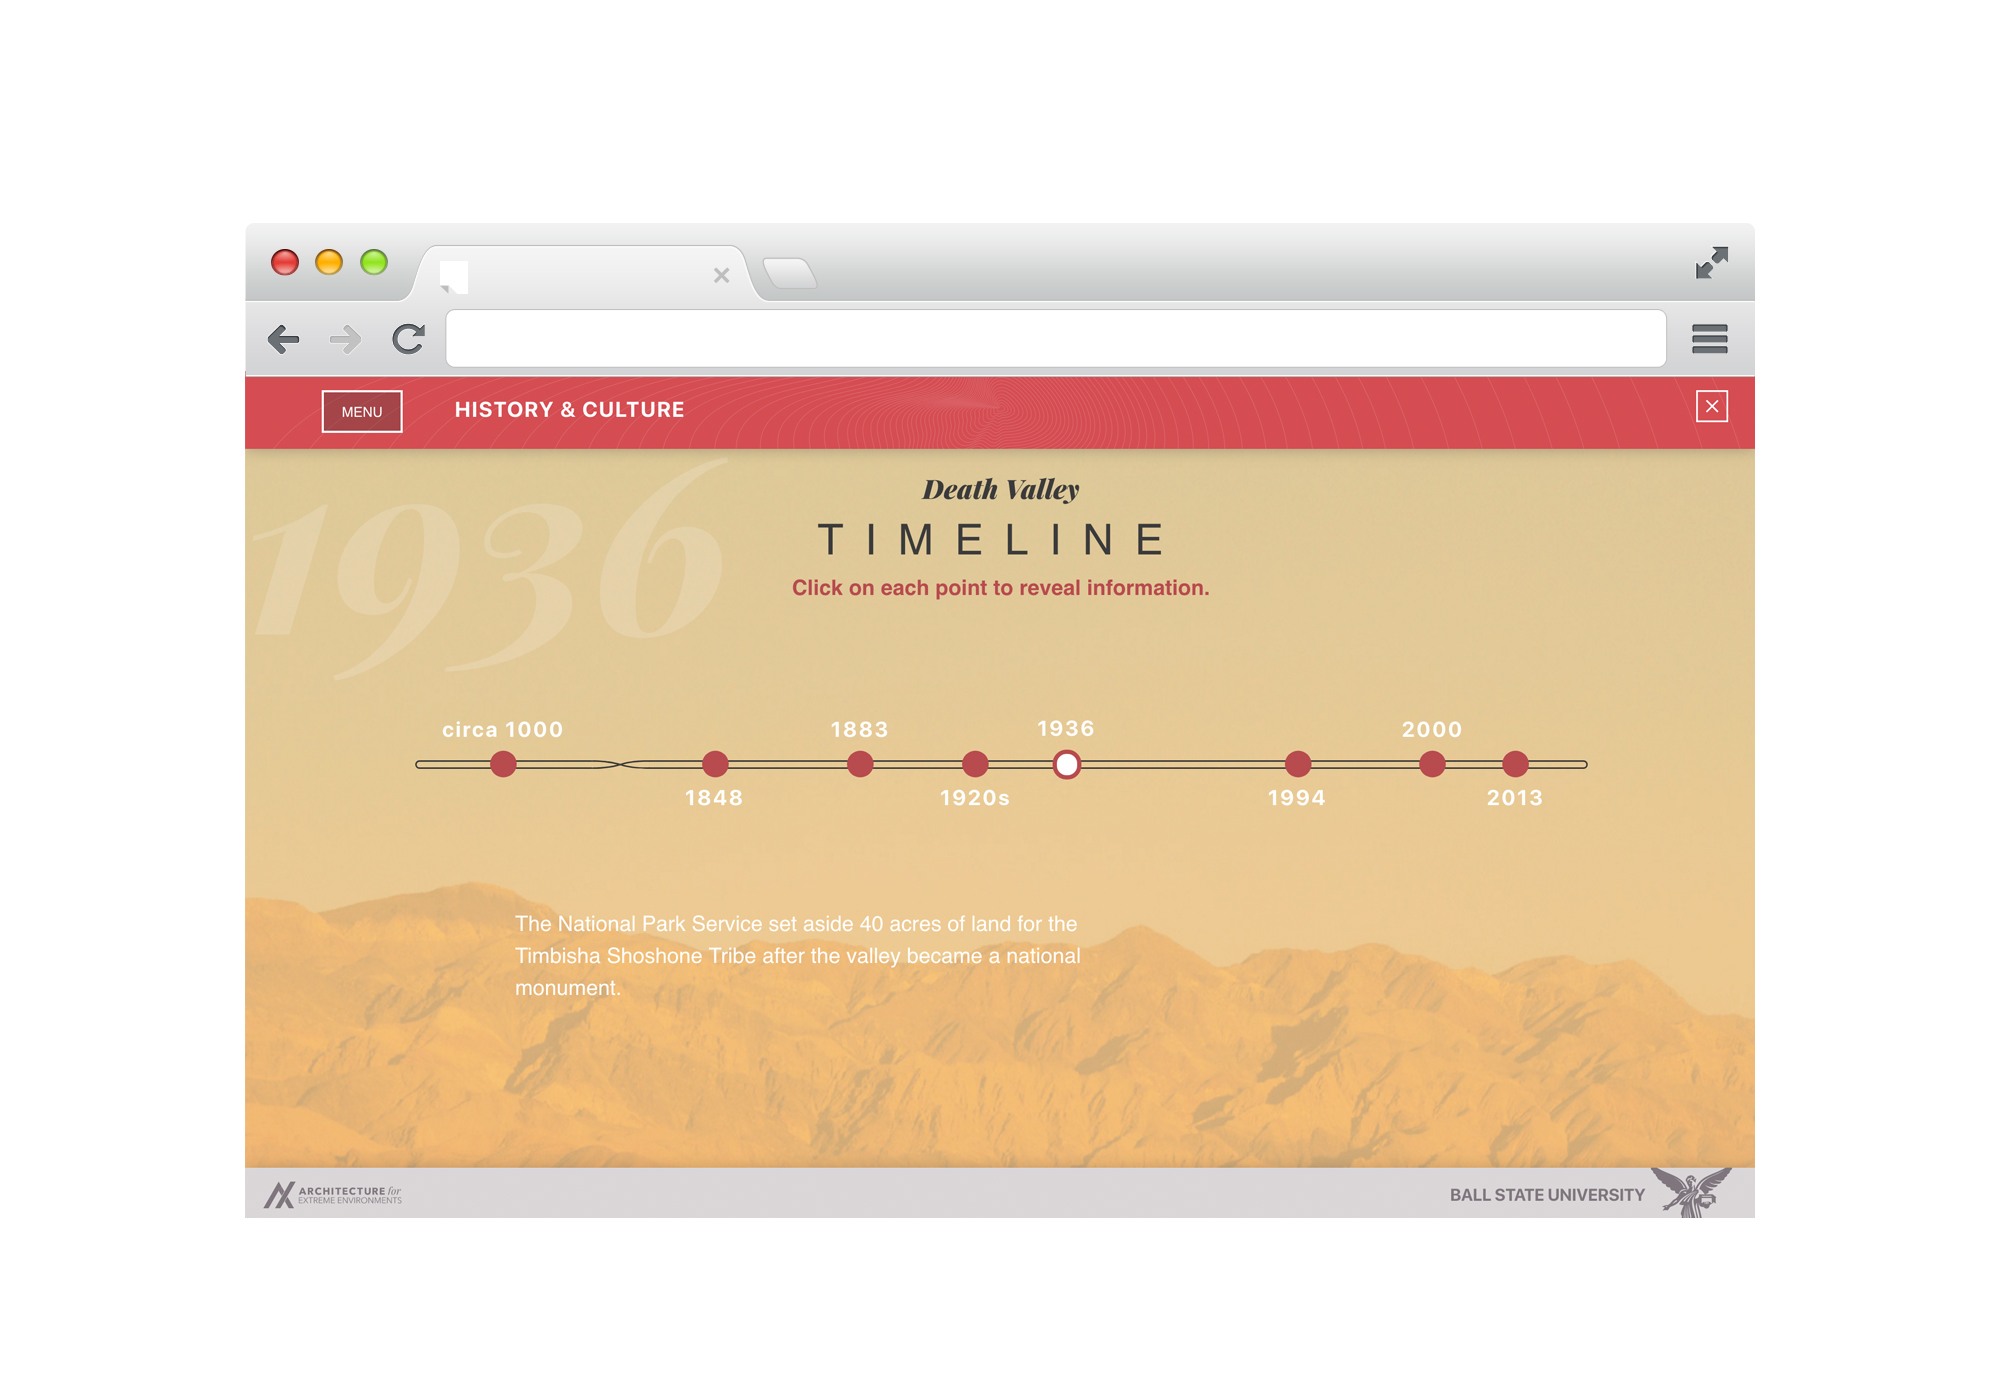 MENU
HISTORY & CULTURE
1936
Death Valley
TIMELINE
Click on each point to reveal information.
circa 1000
1883
1936
2000
1848
1920s
1994
2013
The National Park Service set aside 40 acres of land for the
Timbisha Shoshone Tribe after the valley became a national
monument.
ARCHITECTURE for
EXTREME ENVIRONMENTS
BALL STATE UNIVERSITY